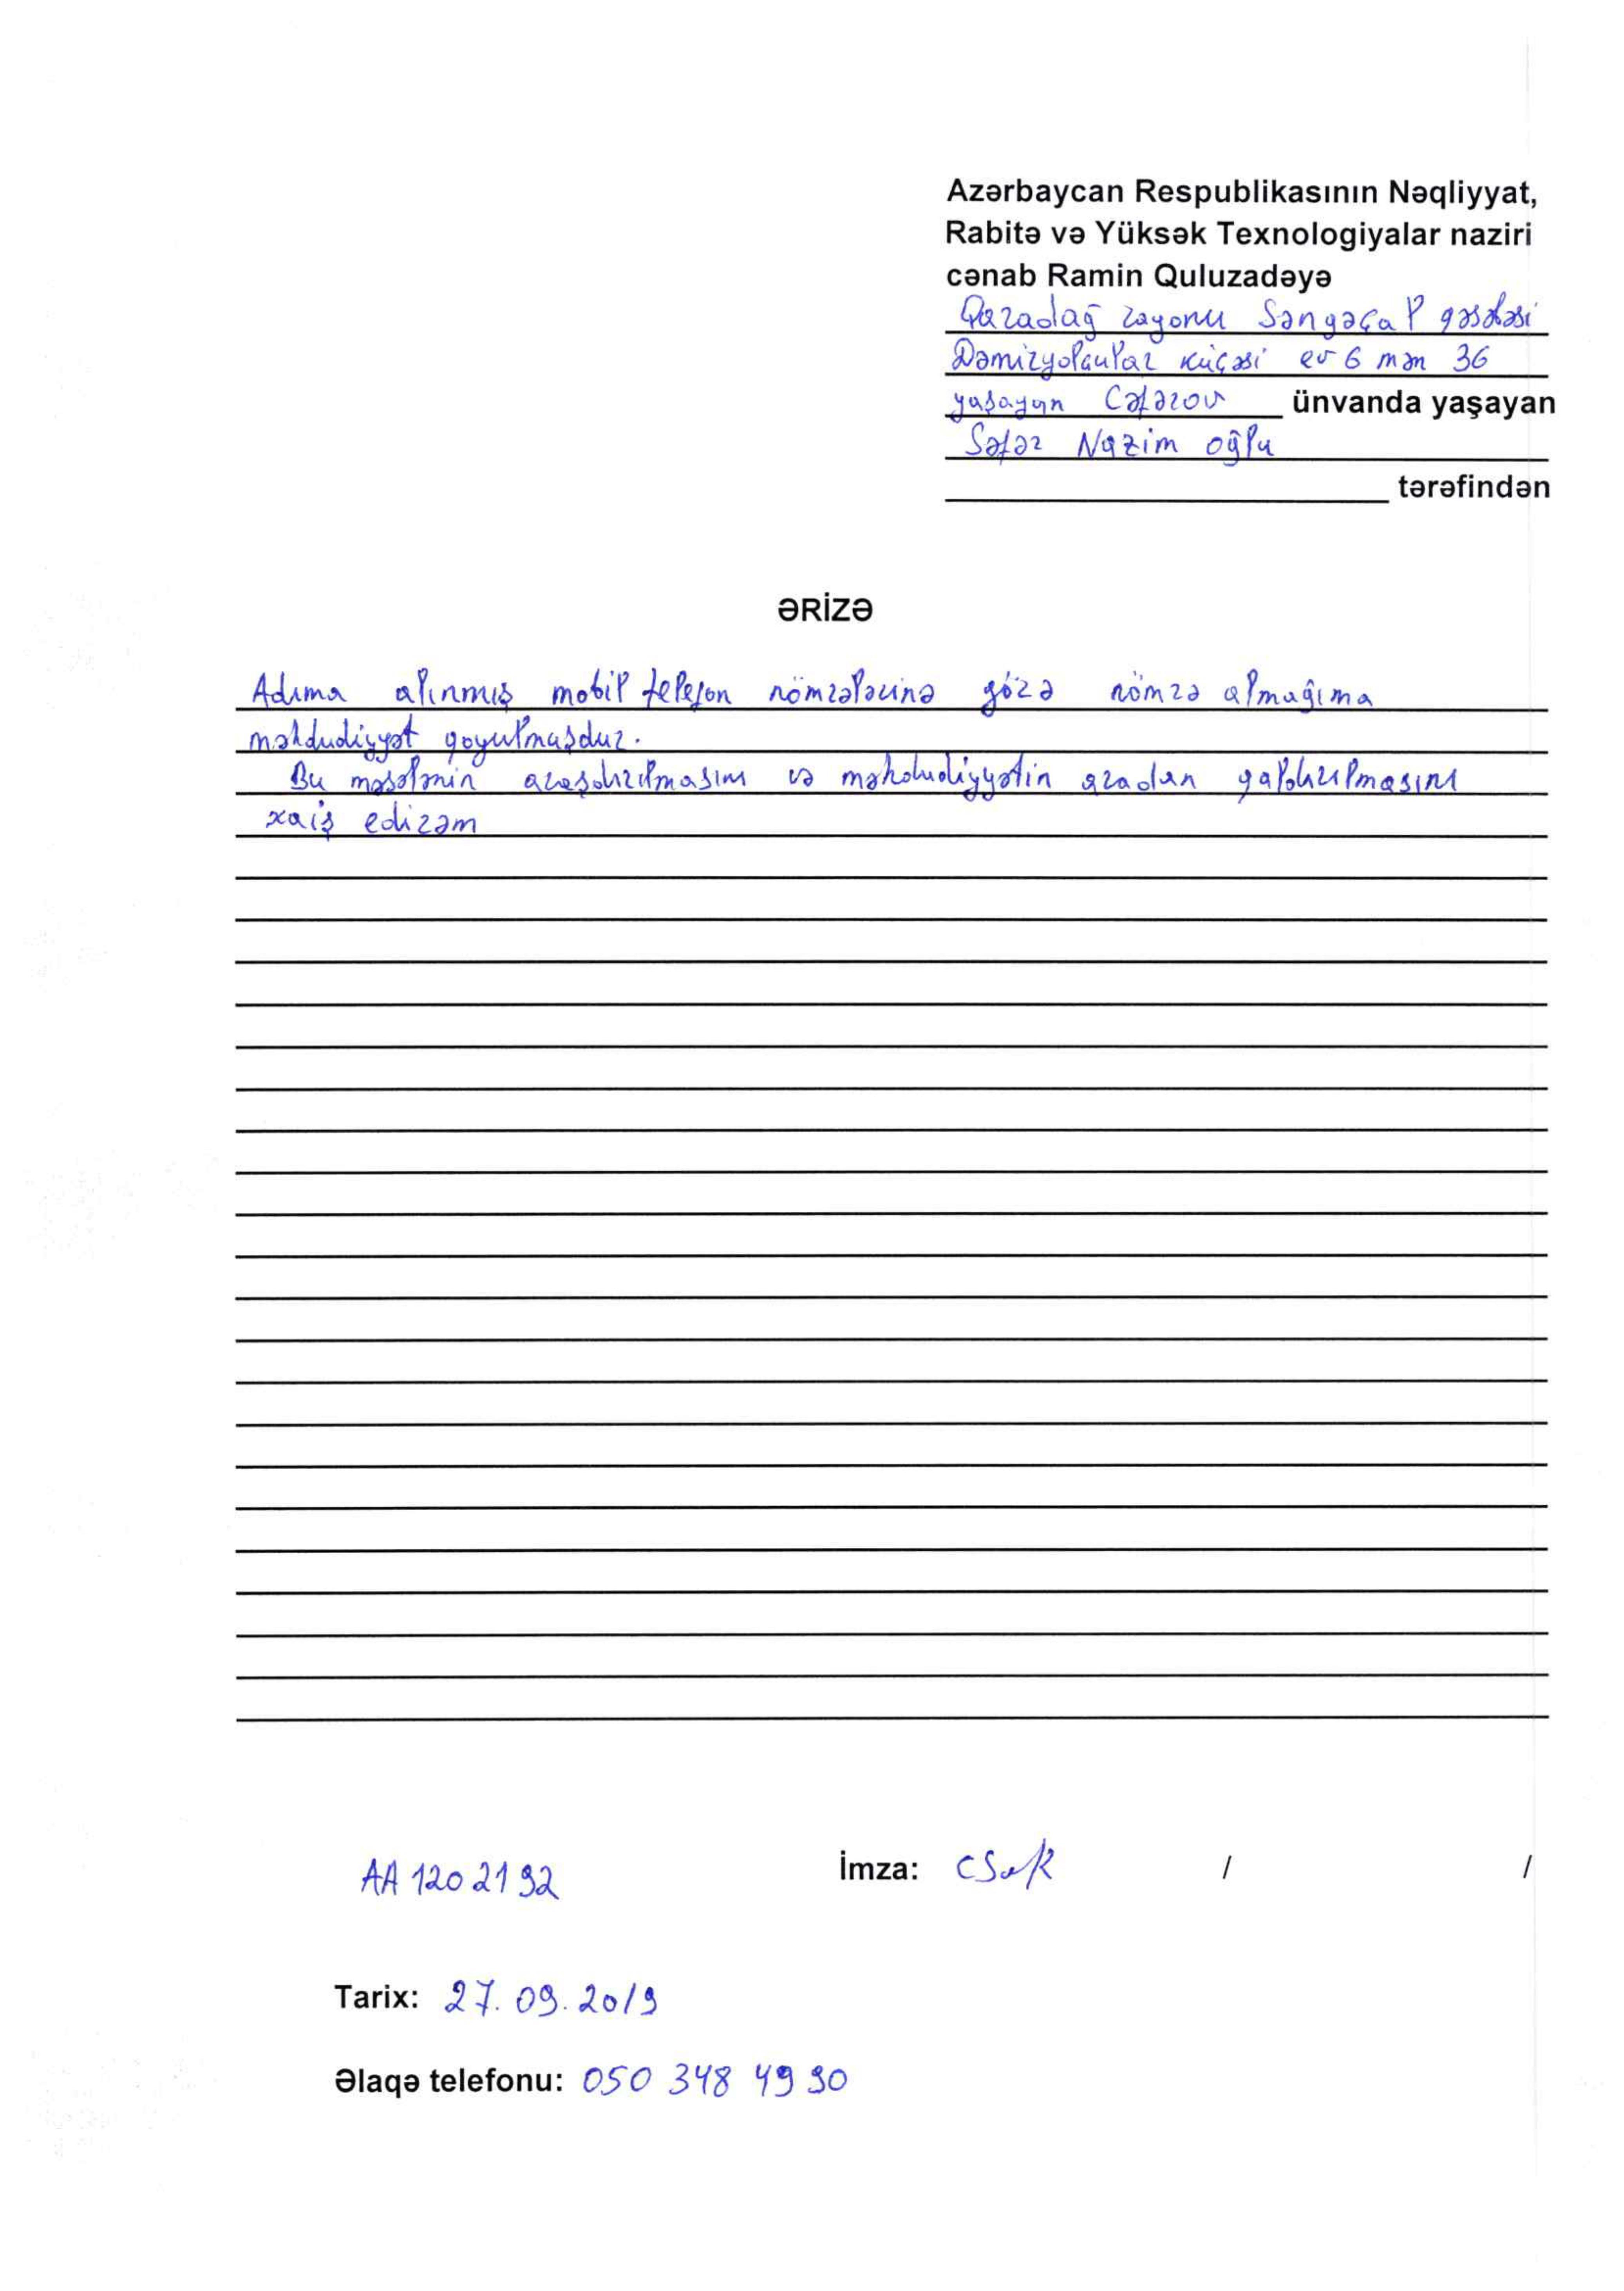 Azərbaycan Respublikasının Nəqliyyat,
Rabitə və Yüksək Texnologiyalar naziri
cənab Ramin Quluzadəyə
Qaradağ rayonu Səngəçal qəsəbəsi
Dəmiryolçular küçəsi ev 6 mən 36
yaşayan Cəfərov ünvanda yaşayan
Səfər Nazim oğlu
tərəfindən
ƏRİZƏ
Adıma alınmış mobil telefon nömrələrinə görə nömrə almağıma
məhdudiyyət qoyulmuşdur.
Bu məsələnin araşdırılmasını və məhdudiyyətin aradan qaldırılmasını
xaiş edirəm
AA 1202192 İmza: / /
Tarix: 27.09.2019
Əlaqə telefonu: 050 348 49 90